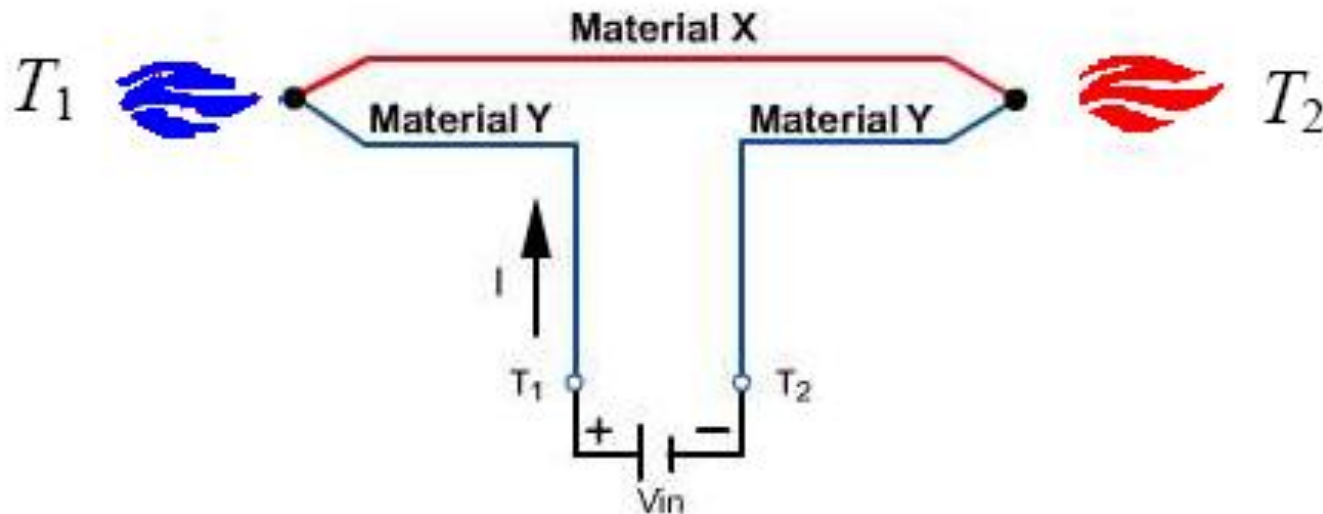 Material X
T1
T2
Material Y
Material Y
I
T1
T2
+
−
Vin